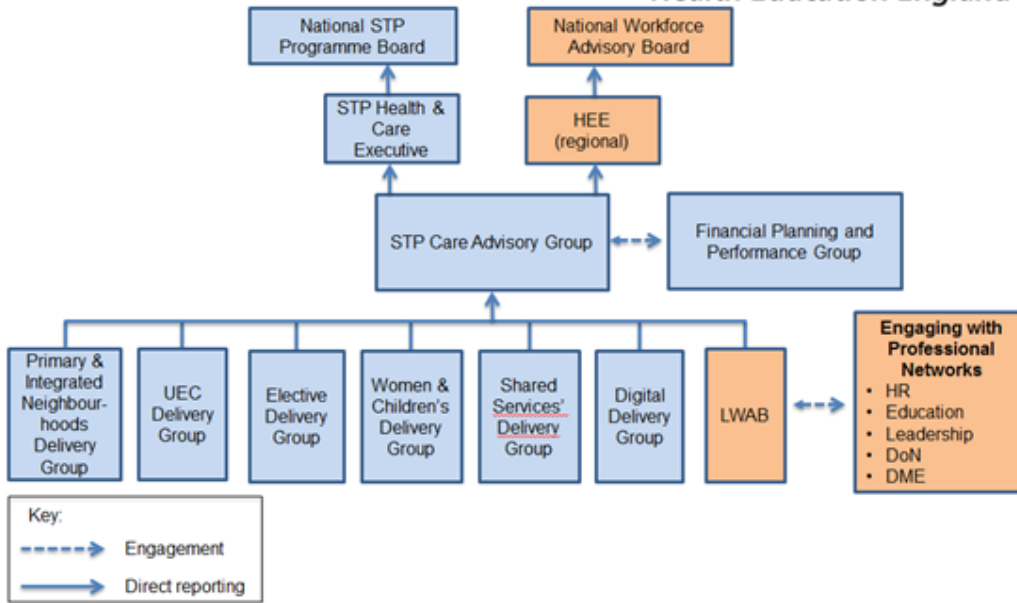 Health Education England
National STP
Programme Board
National Workforce
Advisory Board
STP Health &
Care
Executive
HEE
(regional)
STP Care Advisory Group
Financial Planning and
Performance Group
Primary &
Integrated
Neighbour-
hoods
Delivery
Group
UEC
Delivery
Group
Elective
Delivery
Group
Women &
Children's
Delivery
Group
Shared
Services'
Delivery
Group
Digital
Delivery
Group
LWAB
Engaging with
Professional
Networks
• HR
• Education
• Leadership
• DoN
• DME
Key:
Engagement
Direct reporting